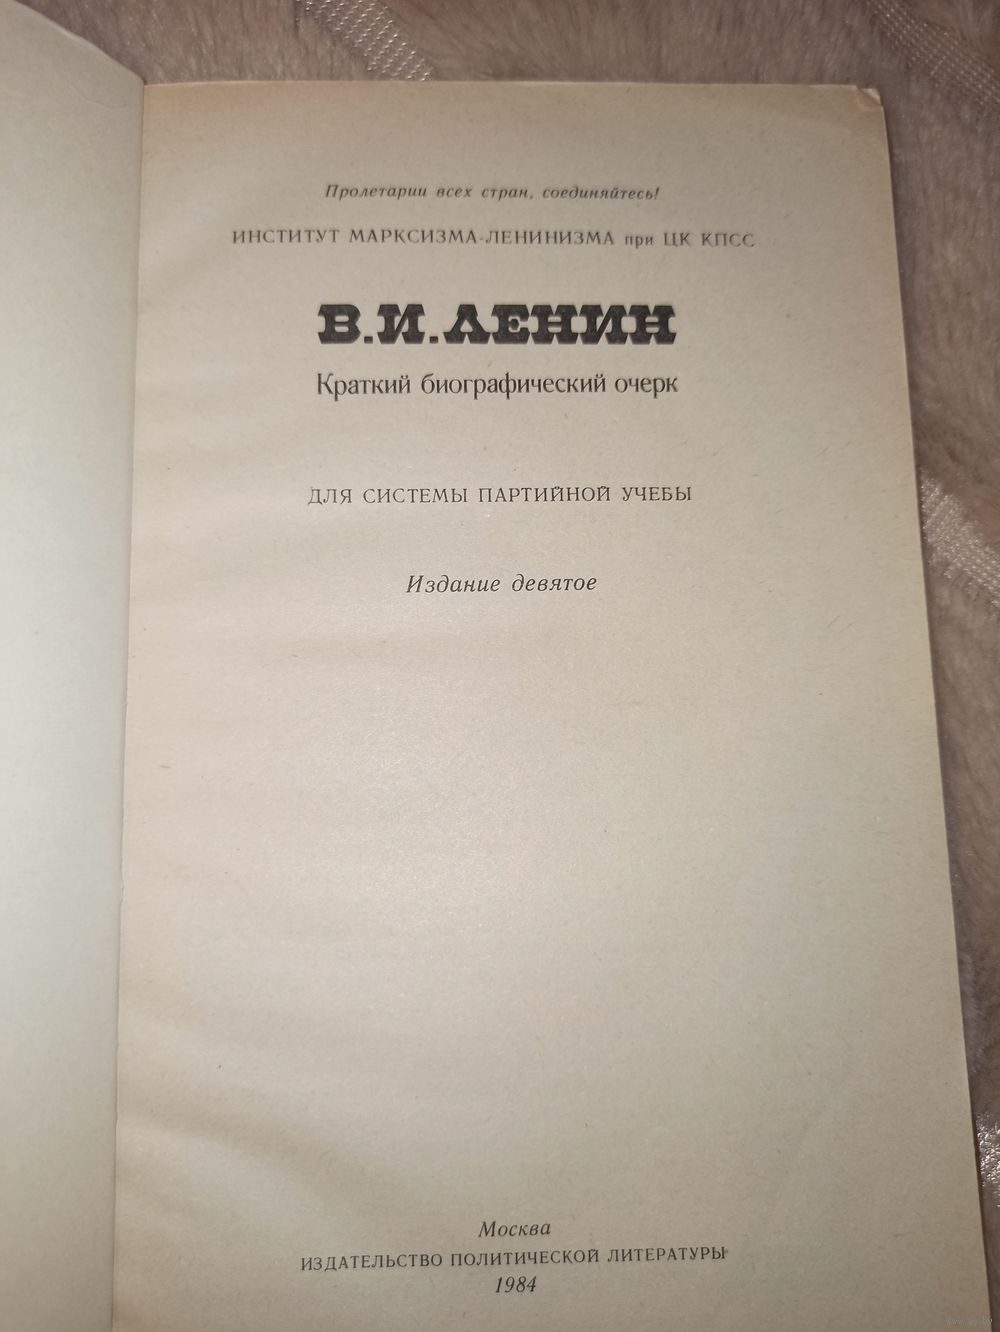 Пролетарии всех стран, соединяйтесь!
ИНСТИТУТ МАРКСИЗМА-ЛЕНИНИЗМА при ЦК КПСС
В.И.ЛЕНИН
Краткий биографический очерк
ДЛЯ СИСТЕМЫ ПАРТИЙНОЙ УЧЕБЫ
Издание девятое
Москва
ИЗДАТЕЛЬСТВО ПОЛИТИЧЕСКОЙ ЛИТЕРАТУРЫ
1984